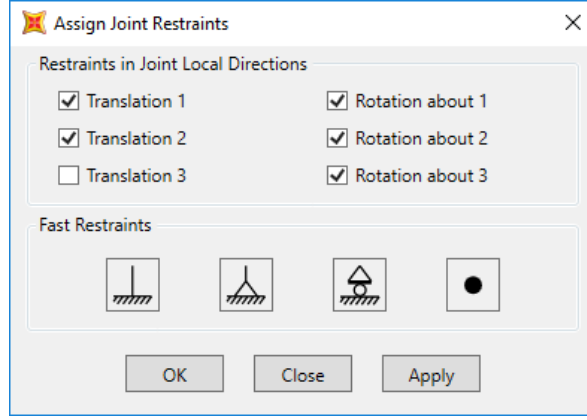 Assign Joint Restraints
Restraints in Joint Local Directions
Translation 1 Rotation about 1
Translation 2 Rotation about 2
Translation 3 Rotation about 3
Fast Restraints
OK Close Apply